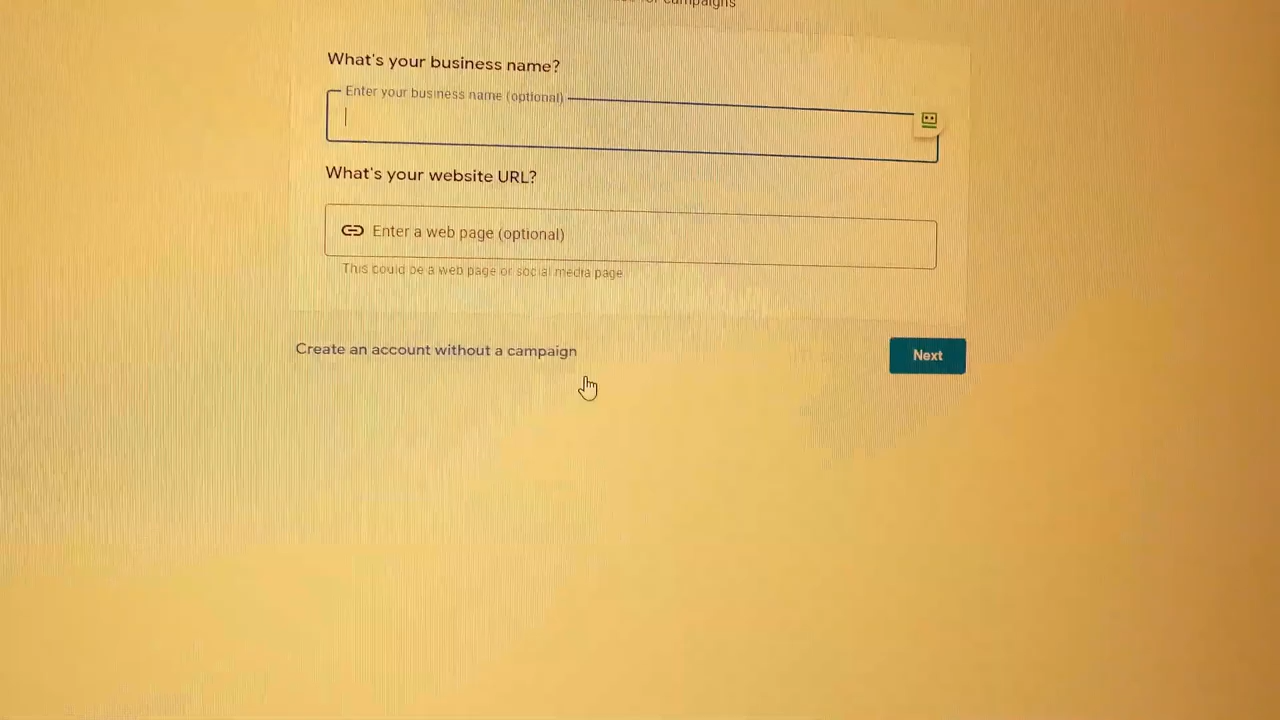 campaigns
What's your business name?
Enter your business name (optional)
What's your website URL?
Enter a web page (optional)
This could be a web page or social media page
Create an account without a campaign
Next